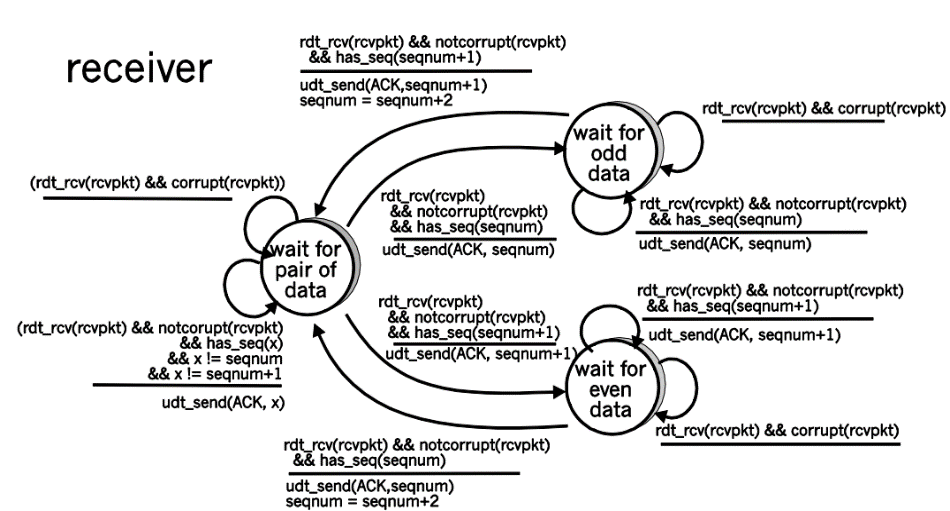 receiver
rdt_rcv(rcvpkt) && notcorrupt(rcvpkt)
&& has_seq(seqnum+1)
udt_send(ACK,seqnum+1)
seqnum = seqnum+2
wait for
odd
data
rdt_rcv(rcvpkt) && corrupt(rcvpkt)
(rdt_rcv(rcvpkt) && corrupt(rcvpkt))
rdt_rcv(rcvpkt)
&& notcorrupt(rcvpkt)
&& has_seq(seqnum)
udt_send(ACK, seqnum)
rdt_rcv(rcvpkt) && notcorrupt(rcvpkt)
&& has_seq(seqnum)
udt_send(ACK, seqnum)
wait for
pair of
data
(rdt_rcv(rcvpkt) && notcorupt(rcvpkt)
&& has_seq(x)
&& x != seqnum
&& x != seqnum+1
udt_send(ACK, x)
rdt_rcv(rcvpkt)
&& notcorrupt(rcvpkt)
&& has_seq(seqnum+1)
udt_send(ACK, seqnum+1)
rdt_rcv(rcvpkt) && notcorrupt(rcvpkt)
&& has_seq(seqnum+1)
udt_send(ACK, seqnum+1)
wait for
even
data
rdt_rcv(rcvpkt) && corrupt(rcvpkt)
rdt_rcv(rcvpkt) && notcorrupt(rcvpkt)
&& has_seq(seqnum)
udt_send(ACK,seqnum)
seqnum = seqnum+2